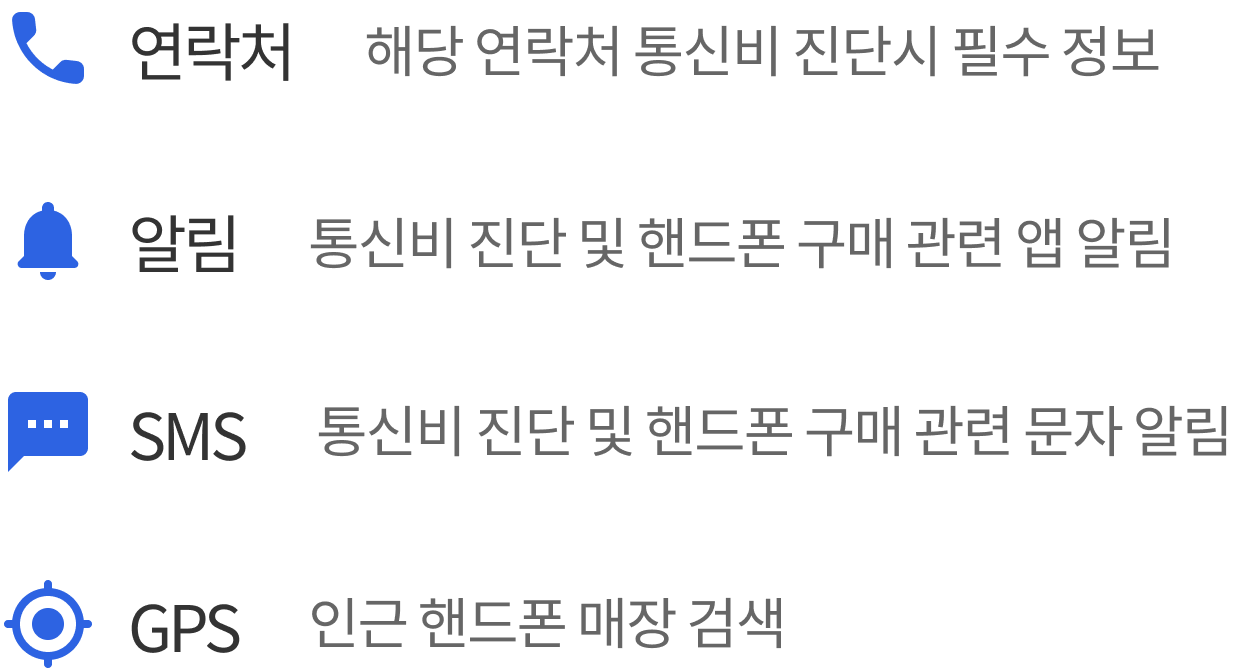 연락처 해당 연락처 통신비 진단시 필수 정보
알림 통신비 진단 및 핸드폰 구매 관련 앱 알림
SMS 통신비 진단 및 핸드폰 구매 관련 문자 알림
GPS 인근 핸드폰 매장 검색